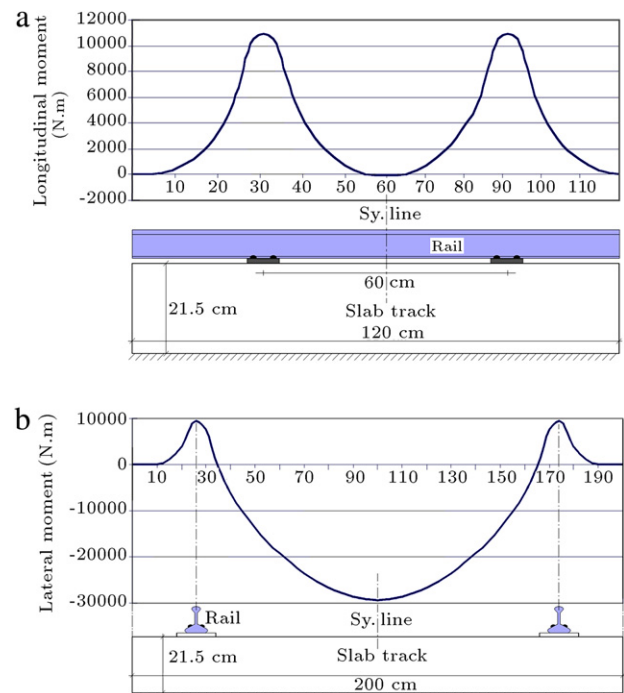 a
Longitudinal moment
(N.m)
12000
10000
8000
6000
4000
2000
0
-2000
10 20 30 40 50 60 70 80 90 100 110
Sy. line
Rail
60 cm
21.5 cm
Slab track
120 cm
b
Lateral moment (N.m)
10000
0
-10000
-20000
-30000
10 30 50 70 90 110 130 150 170 190
Rail
Sy. line
21.5 cm
Slab track
200 cm